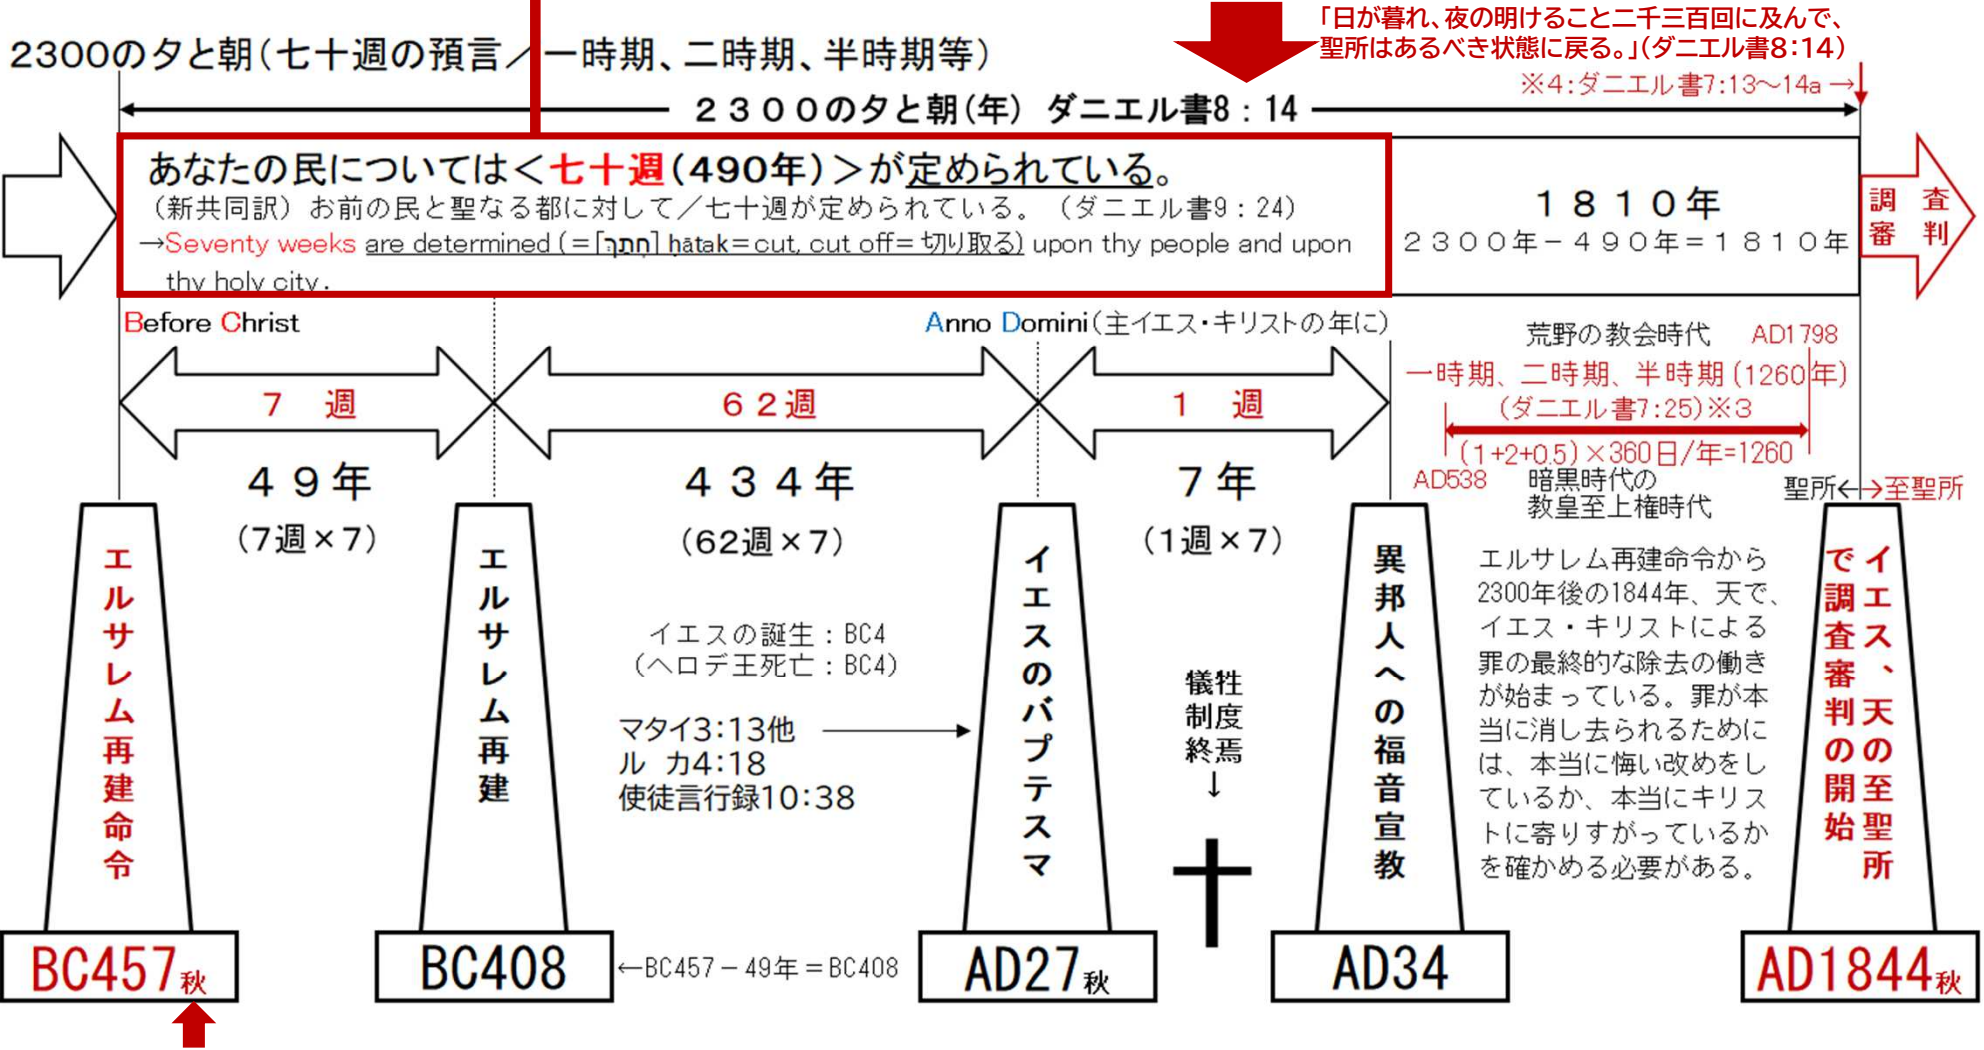 「日が暮れ、夜の明けること二千三百回に及んで、
聖所はあるべき状態に戻る。」(ダニエル書8：14)
2300の夕と朝(七十週の預言／一時期、二時期、半時期等)
※4:ダニエル書7:13～14a→
２３００の夕と朝(年) ダニエル書8：14
あなたの民については＜七十週(490年)＞が定められている。
（新共同訳）お前の民と聖なる都に対して／七十週が定められている。（ダニエル書9：24）
→Seventy weeks are determined (=[חָתַךְ] ḥātak=cut, cut off=切り取る) upon thy people and upon
thy holy city.
１８１０年
２３００年－４９０年＝１８１０年
調査
審判
Before Christ
Anno Domini(主イエス・キリストの年に)
荒野の教会時代 AD1798
一時期、二時期、半時期(1260年)
(ダニエル書7:25)※3
(1+2+0.5)×360日/年=1260
AD538 暗黒時代の
教皇至上権時代
聖所←→至聖所
７週
６２週
１週
４９年
(7週×7)
４３４年
(62週×7)
７年
(1週×7)
エルサレム再建命令
エルサレム再建
イエスの誕生：BC4
(ヘロデ王死亡：BC4)
マタイ3:13他
ルカ4:18
使徒言行録10:38
イエスのバプテスマ
犠牲
制度
終焉
↓
異邦人への福音宣教
エルサレム再建命令から
2300年後の1844年、天で、
イエス・キリストによる
罪の最終的な除去の働き
が始まっている。罪が本
当に消し去られるために
は、本当に悔い改めをし
ているか、本当にキリス
トに寄りすがっているか
を確かめる必要がある。
イエス、天の至聖所
で調査審判の開始
BC457秋
BC408
←BC457－49年＝BC408
AD27秋
AD34
AD1844秋